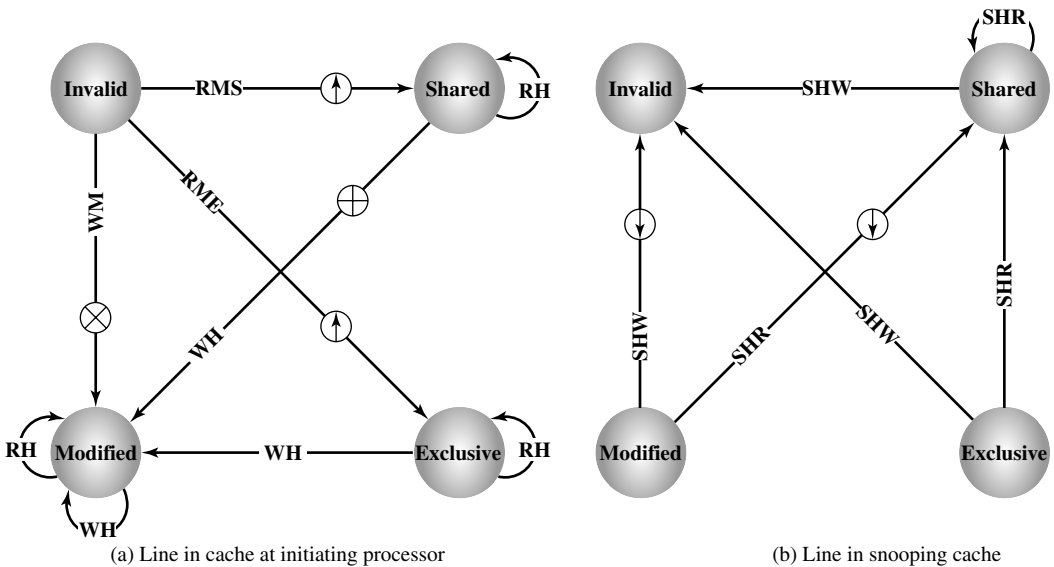 Invalid
RMS
Shared
RH
WM
RME
WH
RH
Modified
WH
WH
Exclusive
RH
(a) Line in cache at initiating processor
SHR
Invalid
SHW
Shared
SHW
SHR
SHW
SHR
Modified
Exclusive
(b) Line in snooping cache